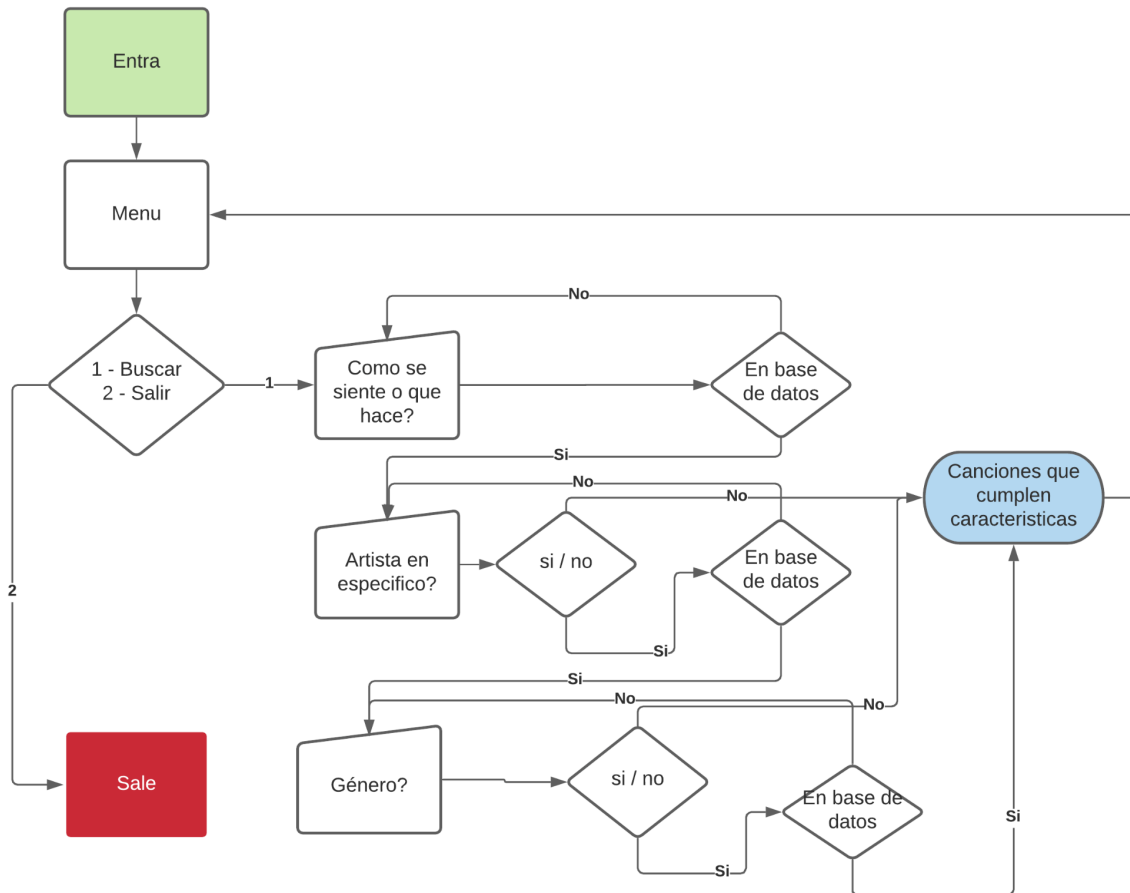 Entra
Menu
1 - Buscar
2 - Salir
1
2
Sale
No
Como se
siente o que
hace?
En base
de datos
Si
No
Artista en
especifico?
si / no
No
Si
En base
de datos
Canciones que
cumplen
caracteristicas
Si
No
No
Género?
si / no
Si
En base de
datos
Si